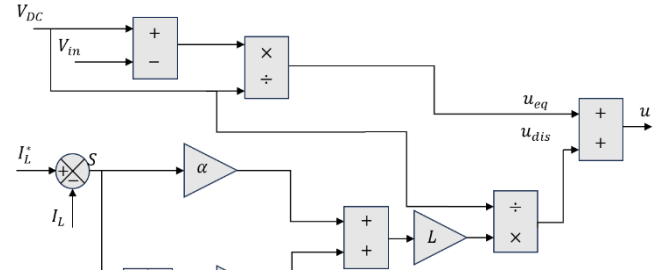 V_DC
+
V_in
−
×
÷
u_eq
+
u
u_dis
+
I_L^*
+
−
S
α
I_L
÷
+
L
×
+